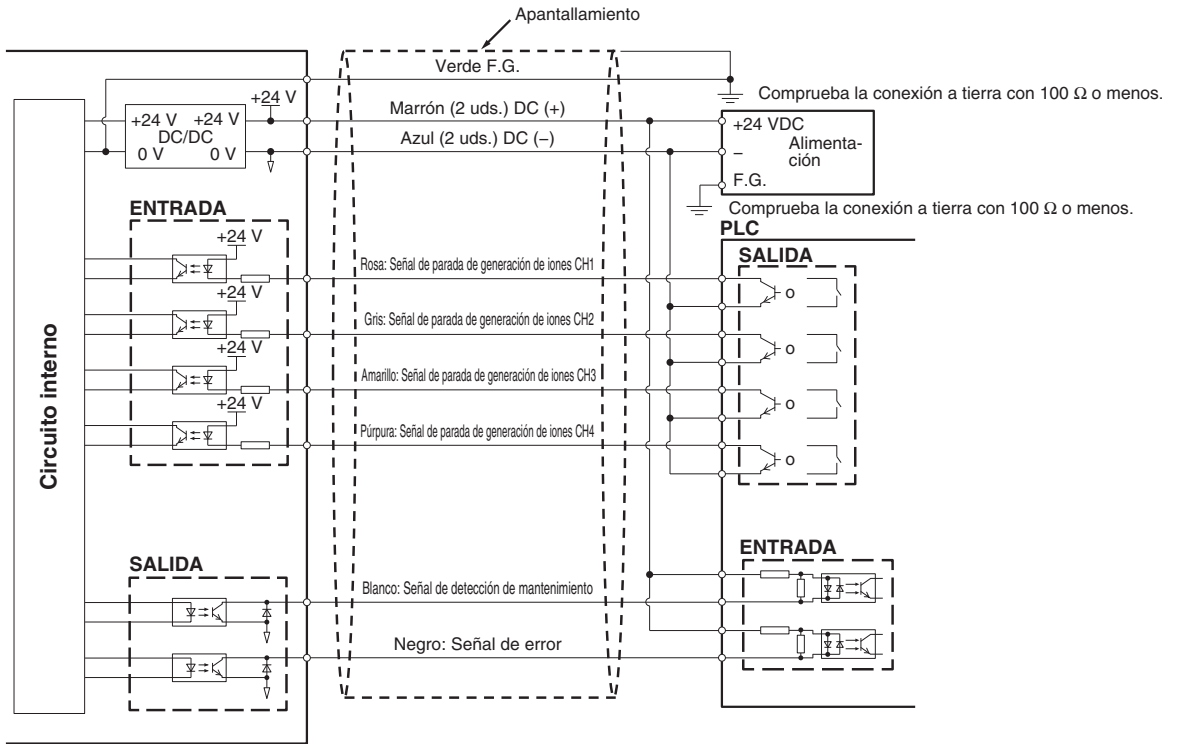 Apantallamiento
Verde F.G.
Comprueba la conexión a tierra con 100 Ω o menos.
+24 V
Marrón (2 uds.) DC (+)
+24 V +24 V
DC/DC
0 V 0 V
Azul (2 uds.) DC (−)
+24 VDC
Alimenta-
ción
−
F.G.
Comprueba la conexión a tierra con 100 Ω o menos.
ENTRADA
PLC
SALIDA
+24 V
Rosa: Señal de parada de generación de iones CH1
o
+24 V
Gris: Señal de parada de generación de iones CH2
o
+24 V
Amarillo: Señal de parada de generación de iones CH3
o
+24 V
Púrpura: Señal de parada de generación de iones CH4
o
Circuito interno
SALIDA
ENTRADA
Blanco: Señal de detección de mantenimiento
Negro: Señal de error